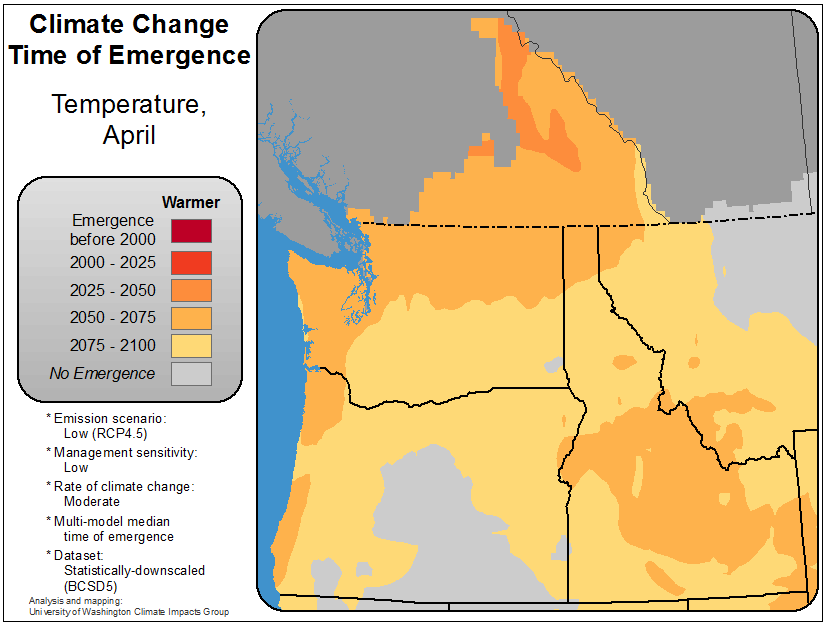 Climate Change
Time of Emergence
Temperature,
April
Warmer
Emergence
before 2000
2000 - 2025
2025 - 2050
2050 - 2075
2075 - 2100
No Emergence
* Emission scenario:
Low (RCP4.5)
* Management sensitivity:
Low
* Rate of climate change:
Moderate
* Multi-model median
time of emergence
* Dataset:
Statistically-downscaled
(BCSD5)
Analysis and mapping:
University of Washington Climate Impacts Group